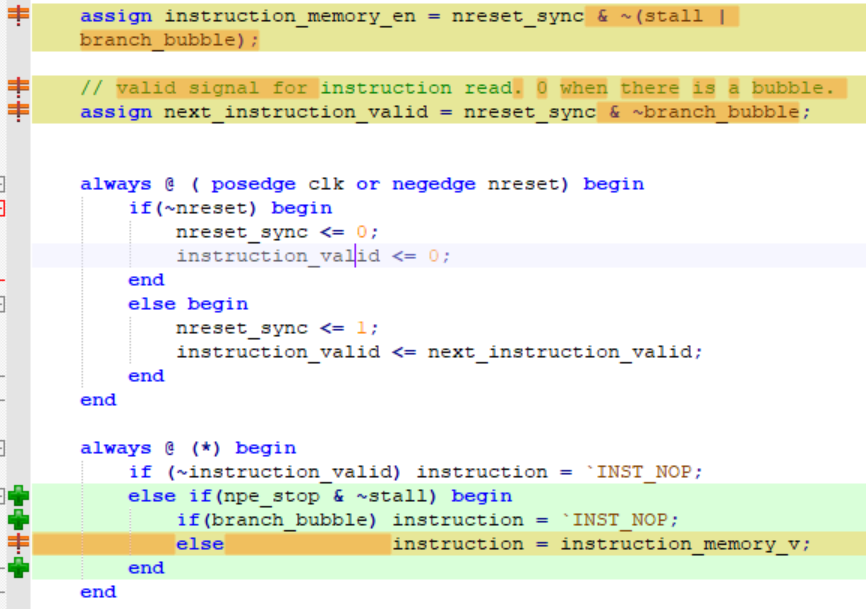 assign instruction_memory_en = nreset_sync & ~(stall |
branch_bubble);
// valid signal for instruction read. 0 when there is a bubble.
assign next_instruction_valid = nreset_sync & ~branch_bubble;
always @ ( posedge clk or negedge nreset) begin
if(~nreset) begin
nreset_sync <= 0;
instruction_valid <= 0;
end
else begin
nreset_sync <= 1;
instruction_valid <= next_instruction_valid;
end
end
always @ (*) begin
if (~instruction_valid) instruction = `INST_NOP;
else if(npe_stop & ~stall) begin
if(branch_bubble) instruction = `INST_NOP;
else instruction = instruction_memory_v;
end
end